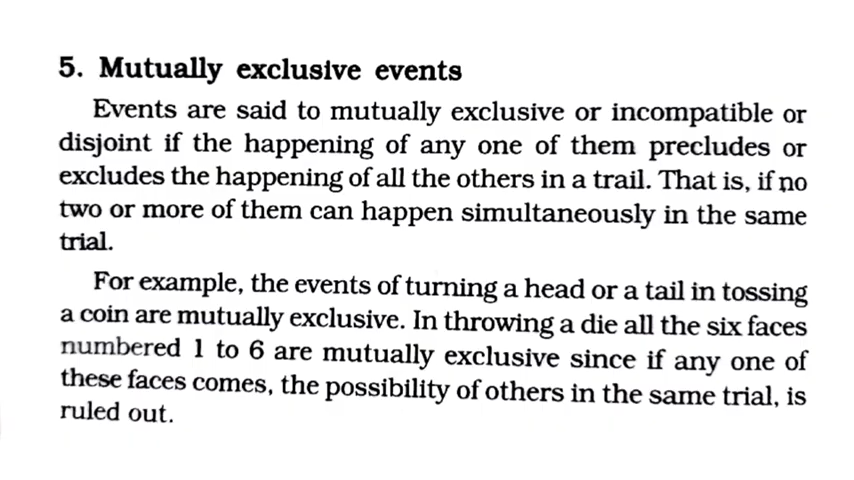 5. Mutually exclusive events
Events are said to mutually exclusive or incompatible or
disjoint if the happening of any one of them precludes or
excludes the happening of all the others in a trail. That is, if no
two or more of them can happen simultaneously in the same
trial.
For example, the events of turning a head or a tail in tossing
a coin are mutually exclusive. In throwing a die all the six faces
numbered 1 to 6 are mutually exclusive since if any one of
these faces comes, the possibility of others in the same trial, is
ruled out.